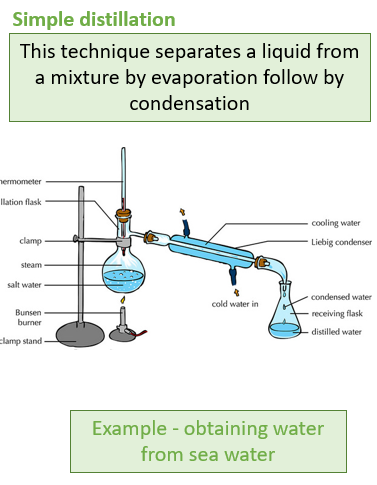 Simple distillation
This technique separates a liquid from
a mixture by evaporation follow by
condensation
hermometer
illation flask
clamp
steam
salt water
Bunsen
burner
clamp stand
cooling water
Liebig condenser
cold water in
condensed water
receiving flask
distilled water
Example - obtaining water
from sea water